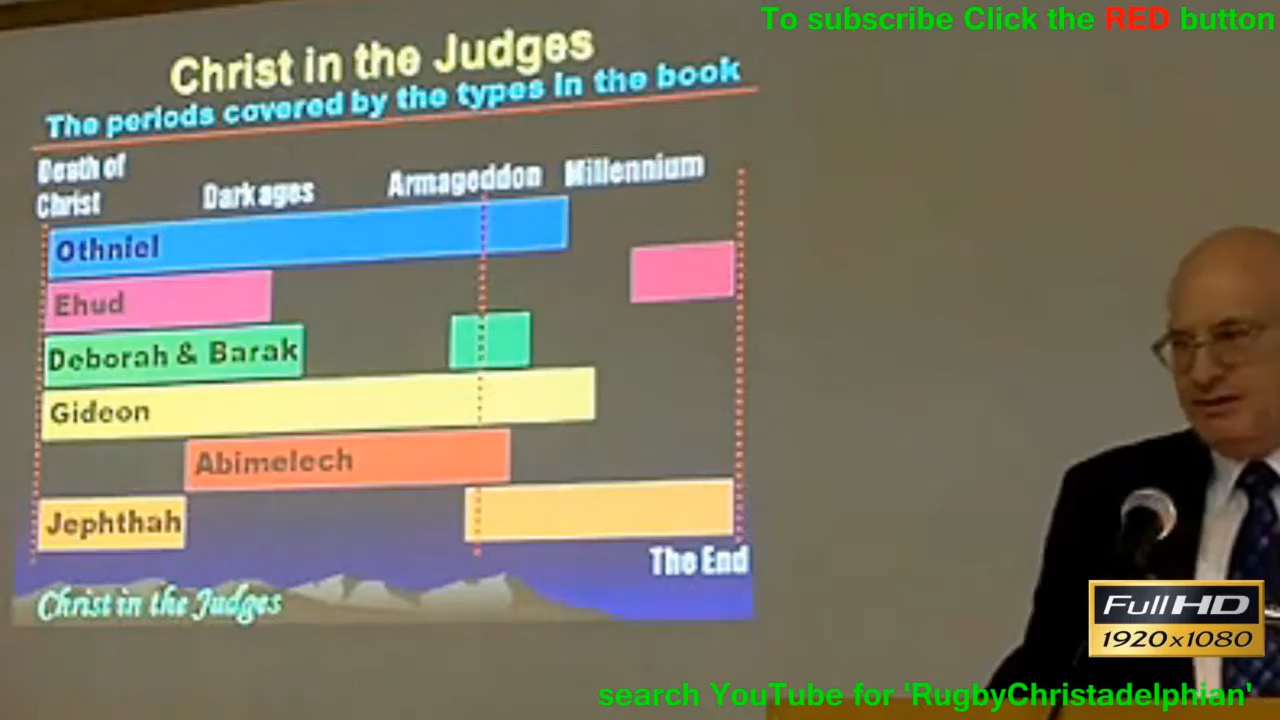 To subscribe Click the RED button
Christ in the Judges
The periods covered by the types in the book
Death of
Christ
Dark ages
Armageddon
Millennium
Othniel
Ehud
Deborah & Barak
Gideon
Abimelech
Jephthah
The End
Christ in the Judges
Full HD
1920x1080
search YouTube for 'RugbyChristadelphian'